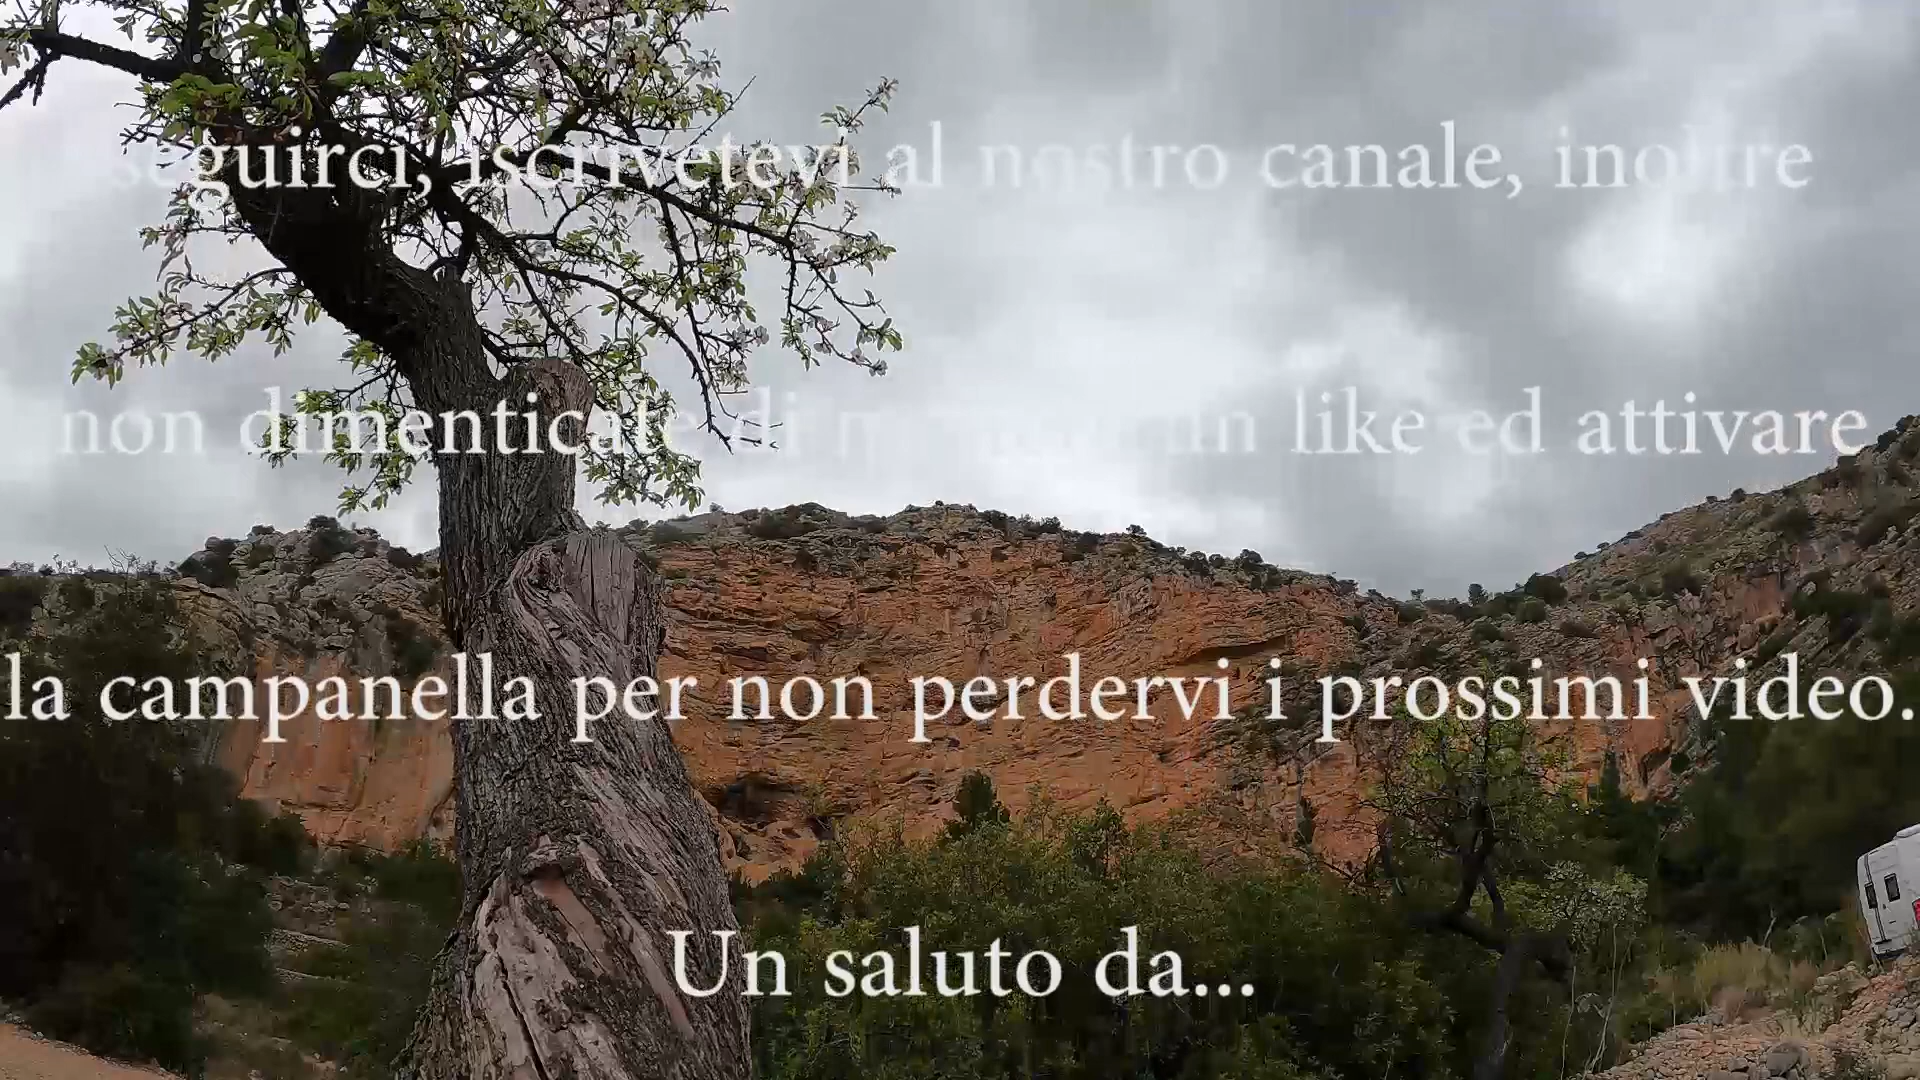 seguirci, iscrivetevi al nostro canale, inoltre
non dimenticate di un like ed attivare
la campanella per non perdervi i prossimi video.
Un saluto da...